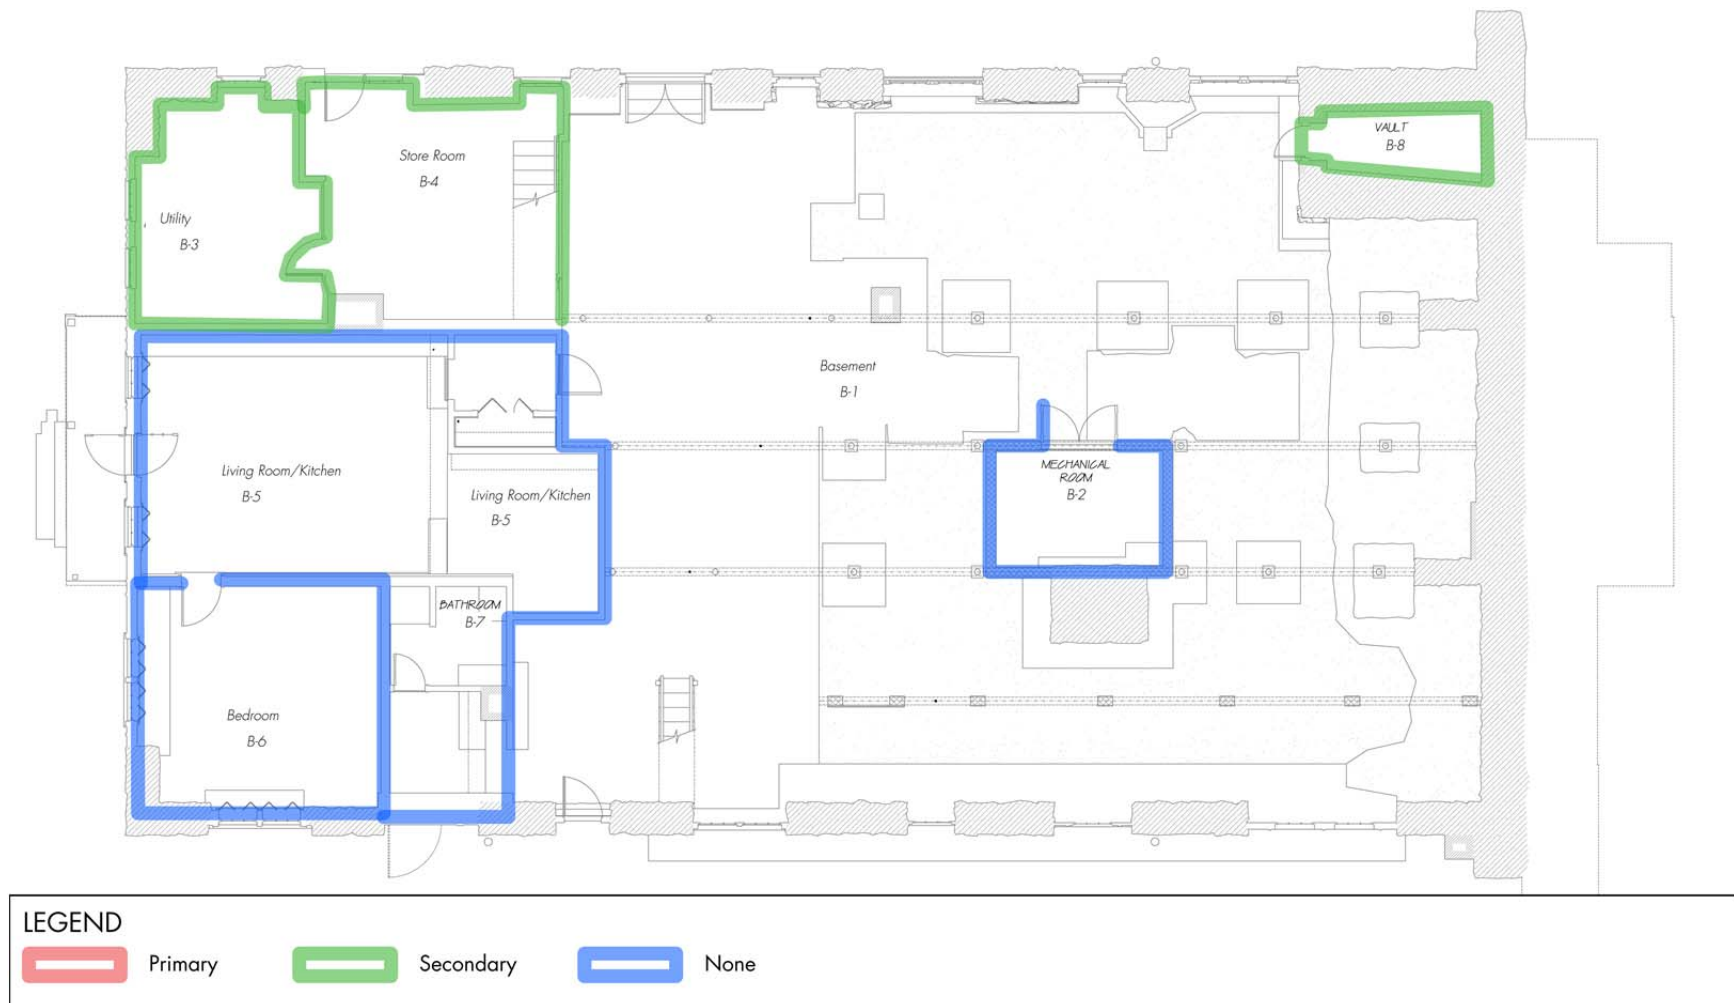 VAULT
B-8
Store Room
B-4
Utility
B-3
Basement
B-1
Living Room/Kitchen
B-5
MECHANICAL
ROOM
B-2
Living Room/Kitchen
B-5
BATHROOM
B-7
Bedroom
B-6
LEGEND
Primary
Secondary
None